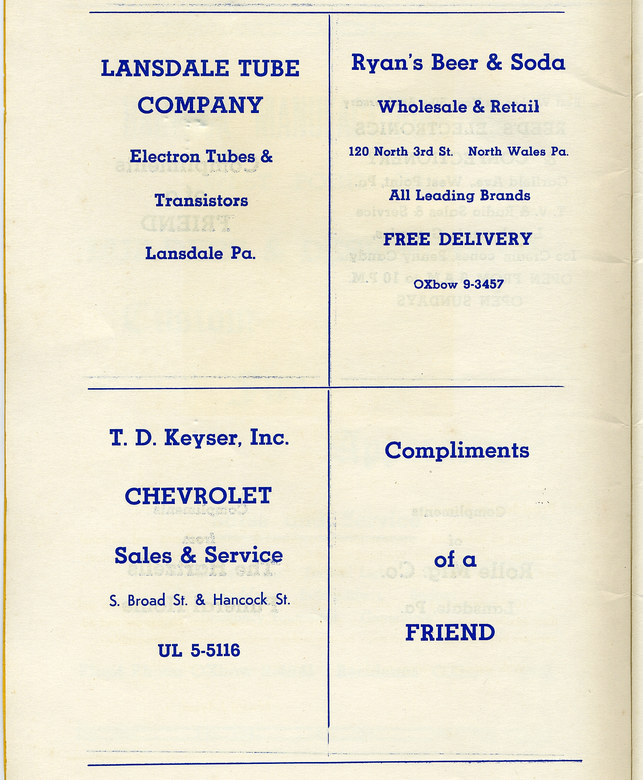 LANSDALE TUBE
COMPANY
Electron Tubes &
Transistors
Lansdale Pa.
Ryan's Beer & Soda
Wholesale & Retail
120 North 3rd St. North Wales Pa.
All Leading Brands
FREE DELIVERY
OXbow 9-3457
T. D. Keyser, Inc.
CHEVROLET
Sales & Service
S. Broad St. & Hancock St.
UL 5-5116
Compliments
of a
FRIEND